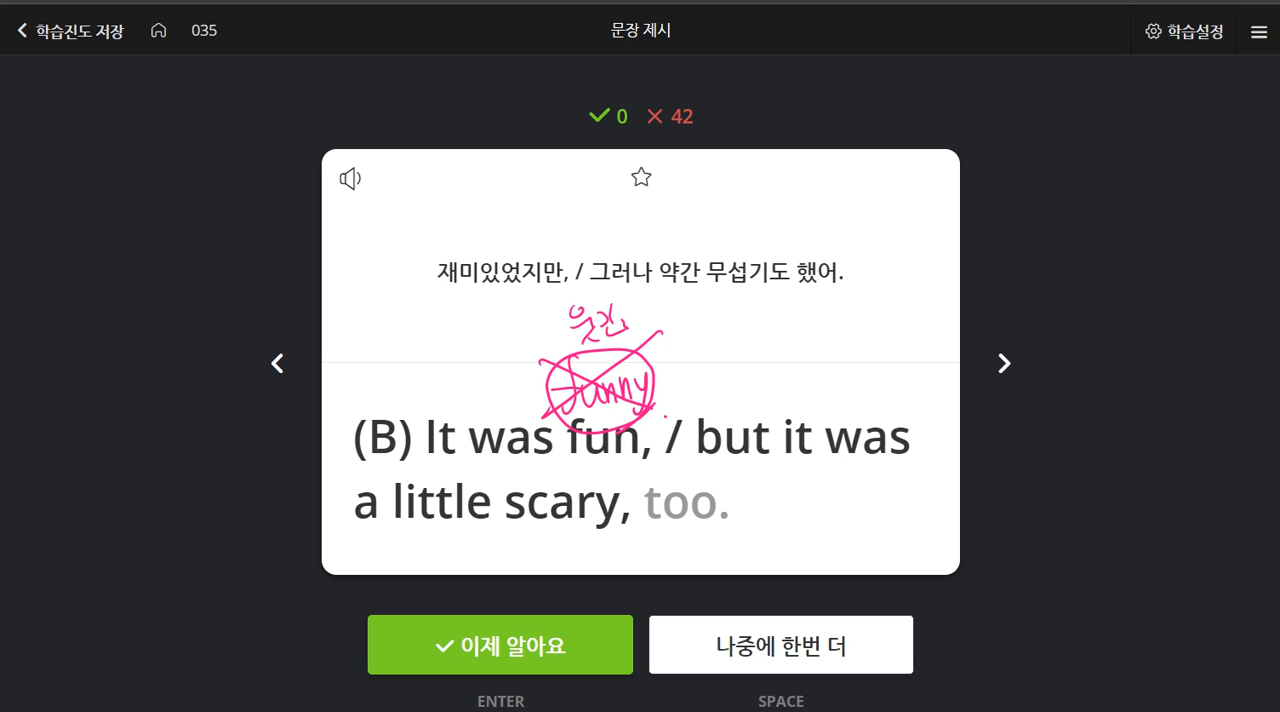 학습진도 저장 035 문장 제시 학습설정
0 42
재미있었지만, / 그러나 약간 무섭기도 했어.
웃긴
funny
(B) It was fun, / but it was
a little scary, too.
이제 알아요 나중에 한번 더
ENTER SPACE